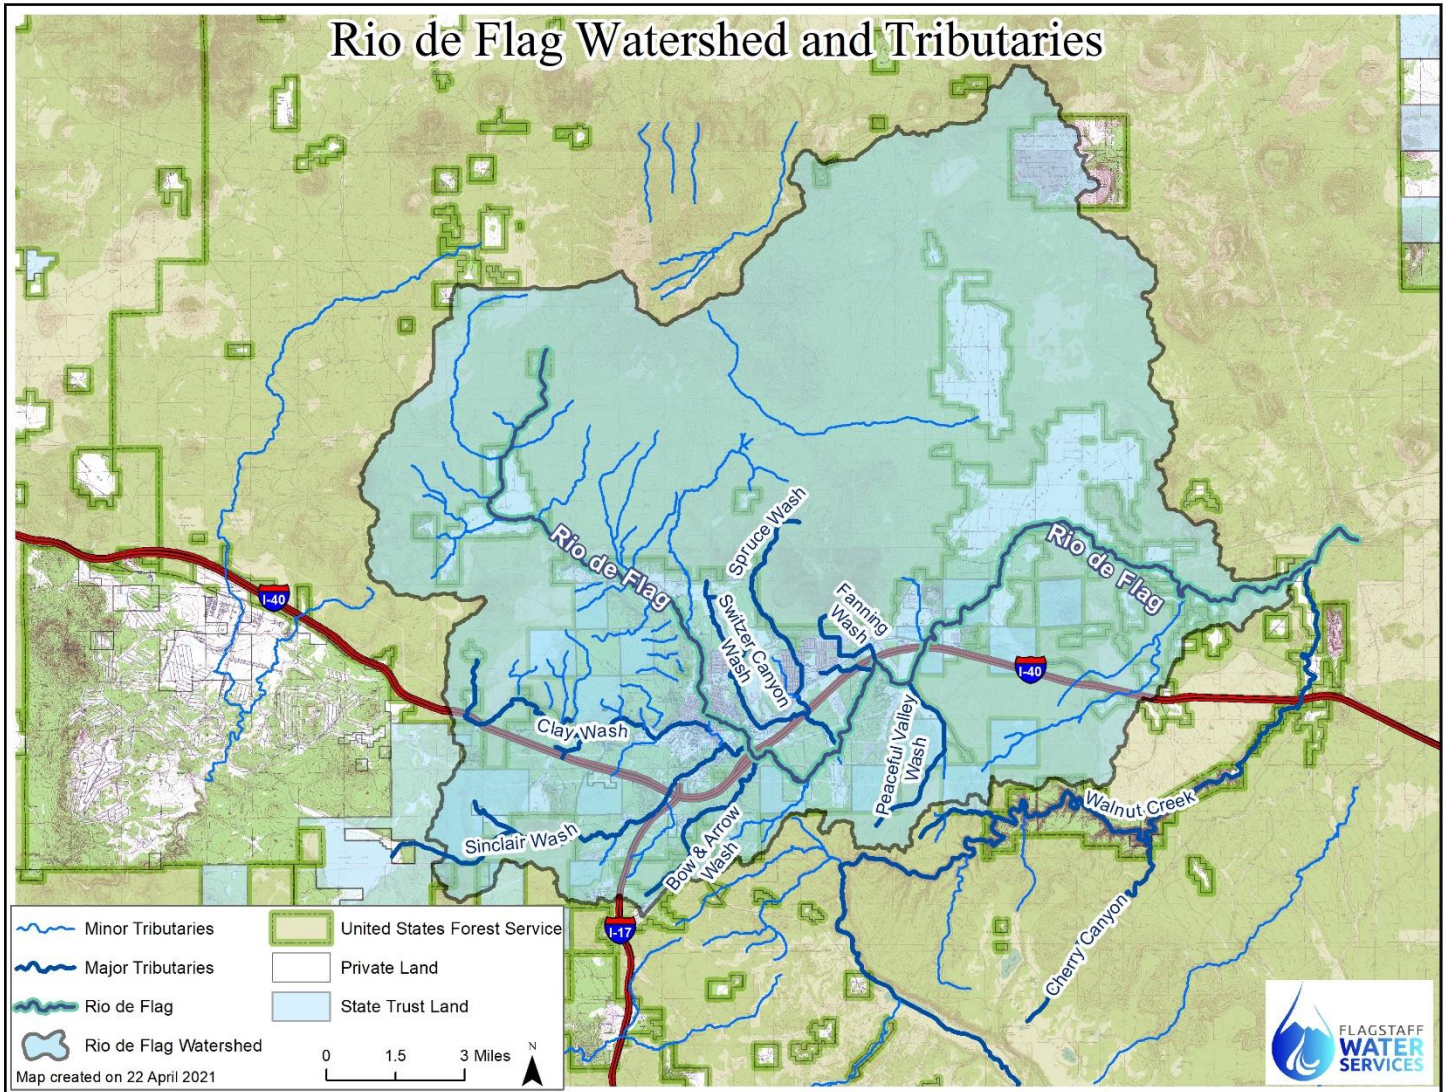 Rio de Flag Watershed and Tributaries
I-40
Rio de Flag
Spruce Wash
Switzer Canyon
Wash
Fanning
Wash
Rio de Flag
I-40
Clay Wash
Peaceful Valley
Wash
Sinclair Wash
Bow & Arrow
Wash
Walnut Creek
Cherry Canyon
I-17
Minor Tributaries
Major Tributaries
Rio de Flag
Rio de Flag Watershed
United States Forest Service
Private Land
State Trust Land
0 1.5 3 Miles
N
Map created on 22 April 2021
FLAGSTAFF
WATER
SERVICES